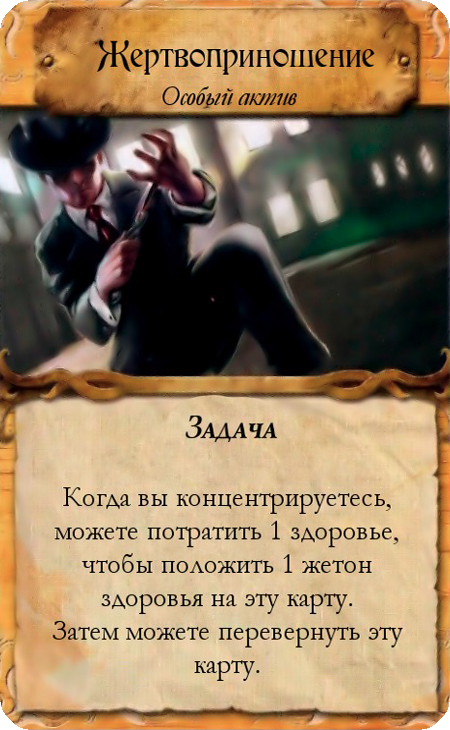 Жертвоприношение
Особый актив
Задача
Когда вы концентрируетесь,
можете потратить 1 здоровье,
чтобы положить 1 жетон
здоровья на эту карту.
Затем можете перевернуть эту
карту.